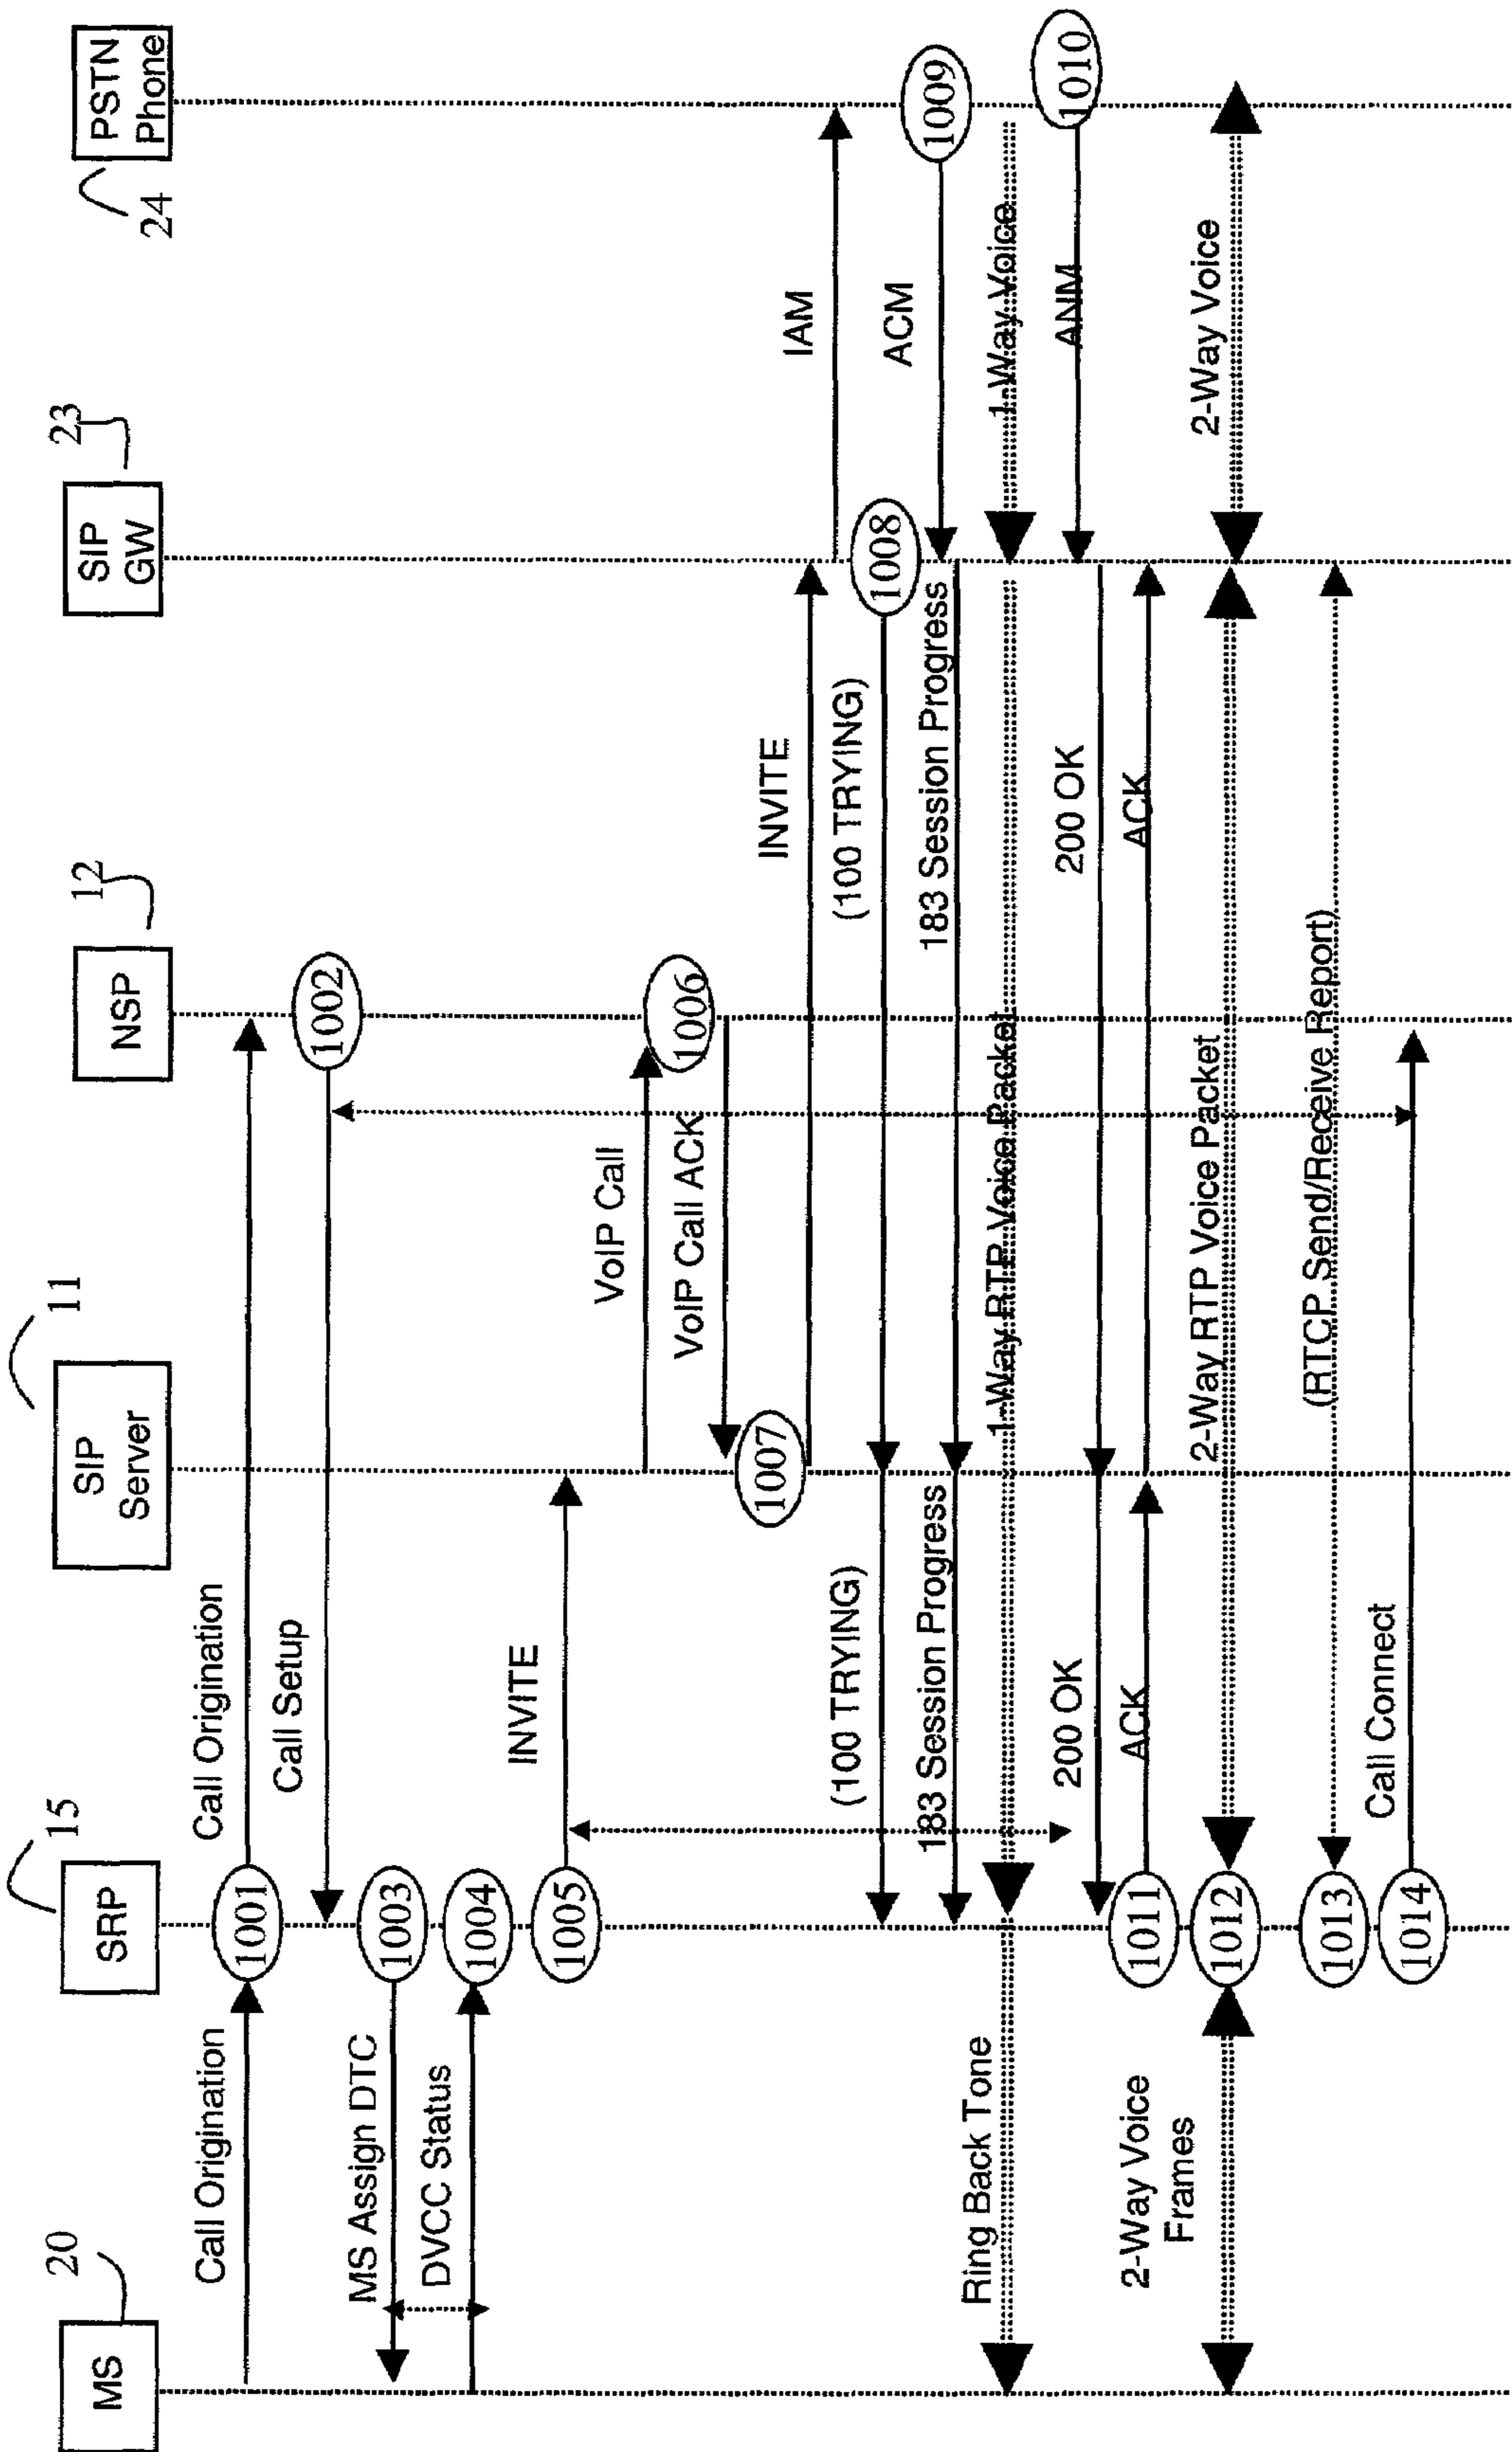 MS
20
SRP
15
SIP
Server
11
NSP
12
SIP
GW
23
PSTN
Phone
24
Call Origination
1001
Call Origination
1002
Call Setup
1003
MS Assign DTC
1004
DVCC Status
1005
INVITE
VoIP Call
1006
VoIP Call ACK
1007
INVITE
IAM
1008
(100 TRYING)
(100 TRYING)
1009
ACM
183 Session Progress
183 Session Progress
Ring Back Tone
1-Way RTP Voice Packet
1-Way Voice
1010
ANM
200 OK
200 OK
1011
ACK
ACK
2-Way Voice
Frames
1012
2-Way RTP Voice Packet
2-Way Voice
1013
(RTCP Send/Receive Report)
1014
Call Connect